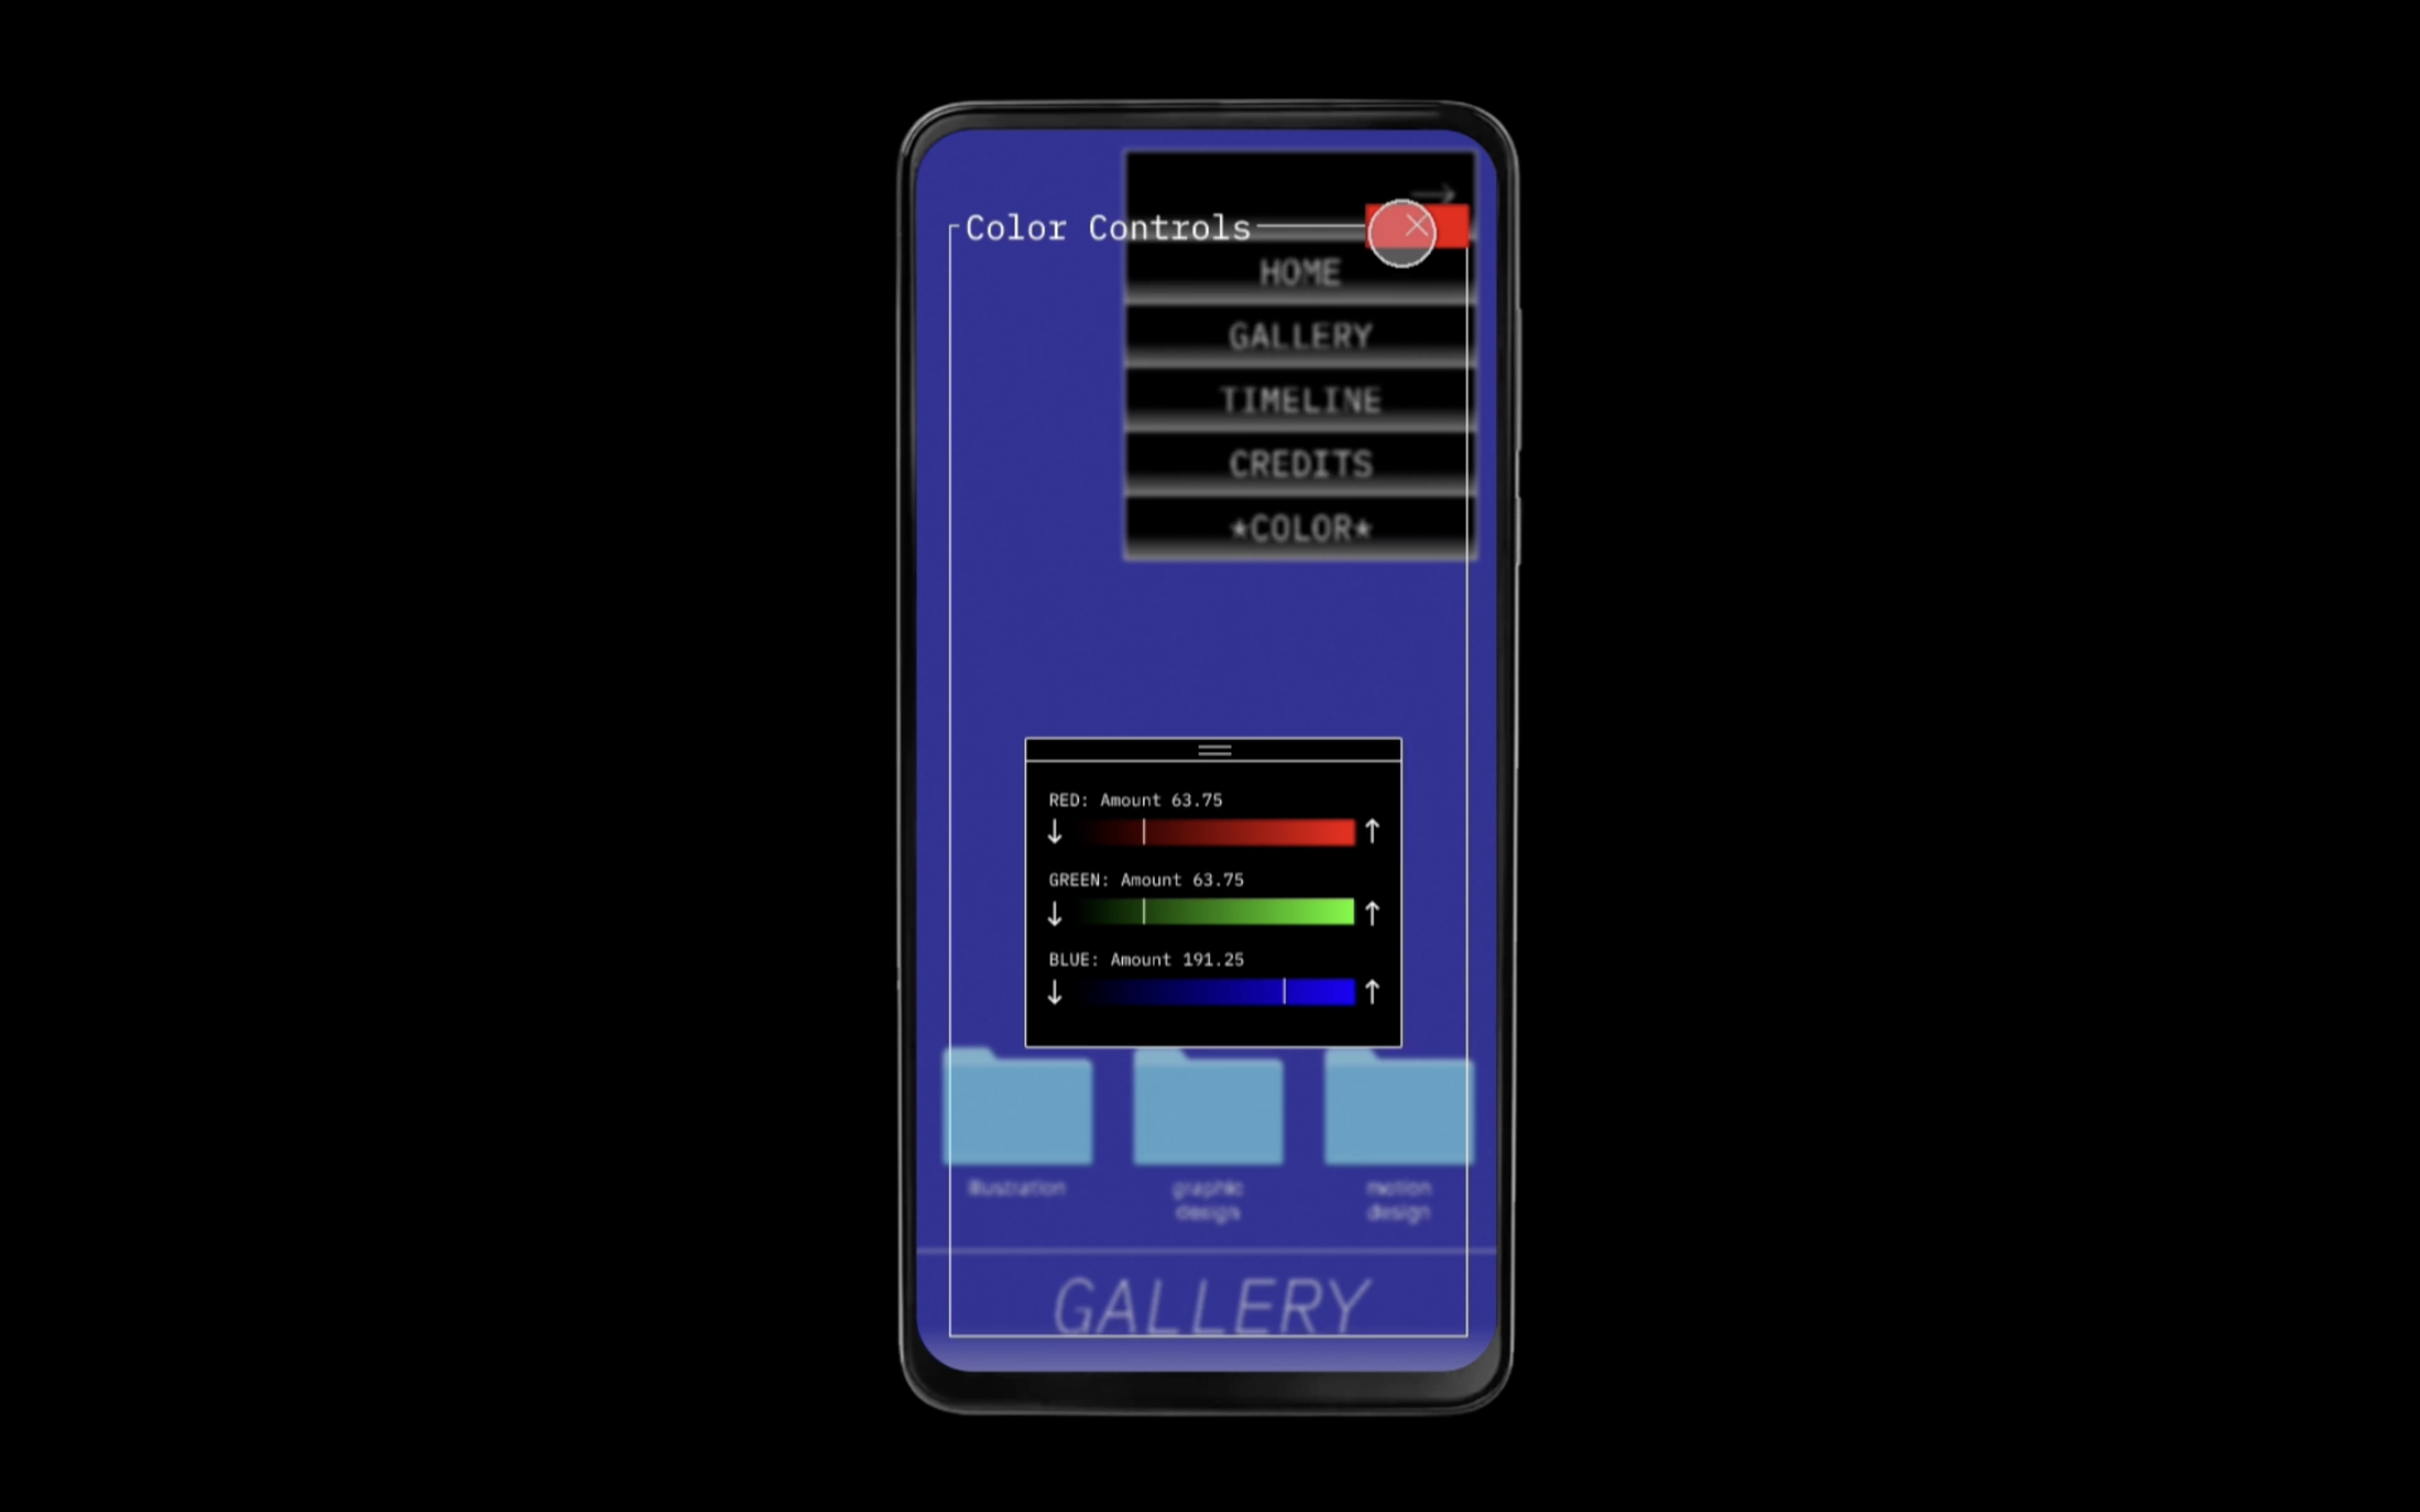 Color Controls
HOME
GALLERY
TIMELINE
CREDITS
★COLOR★
RED: Amount 63.75
GREEN: Amount 63.75
BLUE: Amount 191.25
illustration
graphic
design
motion
design
GALLERY